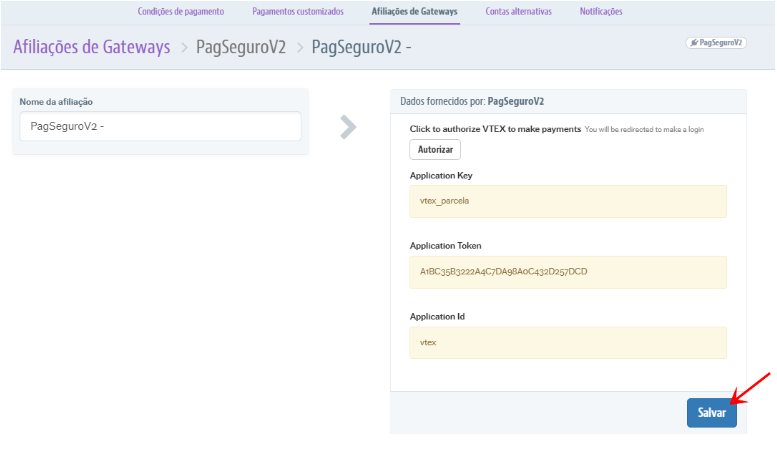 Condições de pagamento Pagamentos customizados Afiliações de Gateways Contas alternativas Notificações
Afiliações de Gateways > PagSeguroV2 > PagSeguroV2 -
PagSeguroV2
Nome da afiliação
PagSeguroV2 -
Dados fornecidos por: PagSeguroV2
Click to authorize VTEX to make payments You will be redirected to make a login
Autorizar
Application Key
vtex_parcela
Application Token
A1BC35B3222A4C7DA98A0C432D257DCD
Application Id
vtex
Salvar